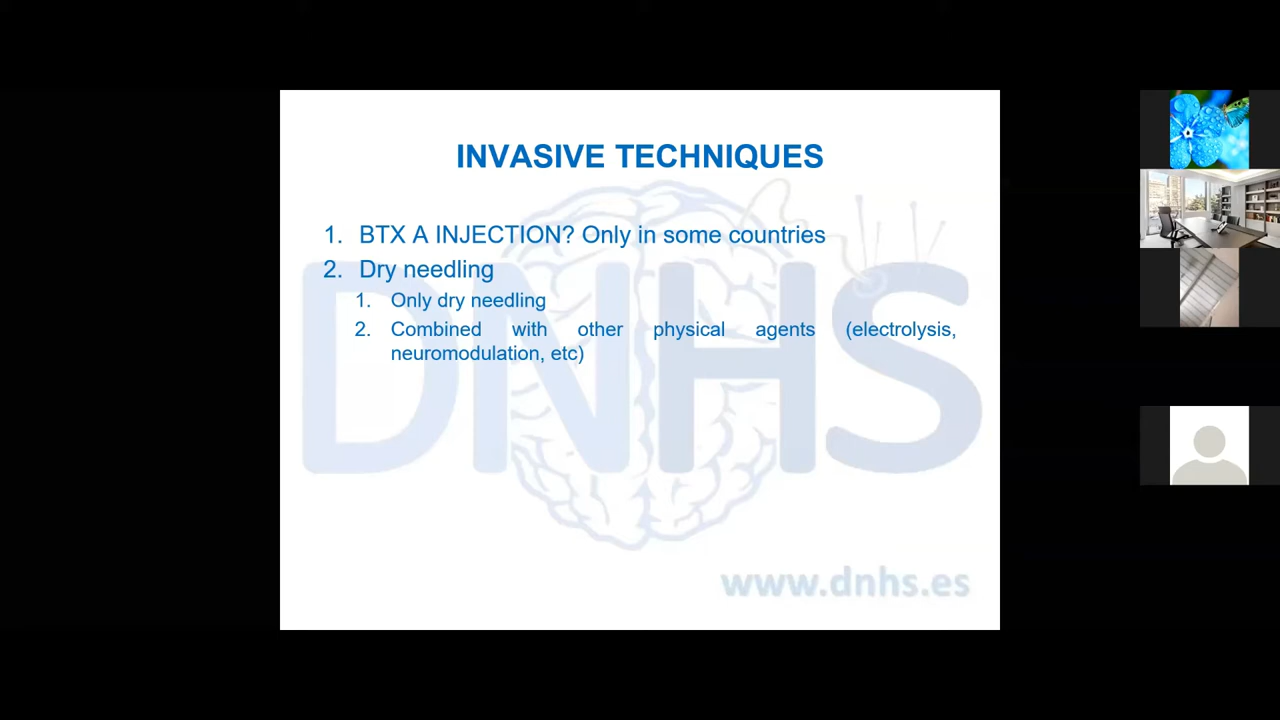 INVASIVE TECHNIQUES
1. BTX A INJECTION? Only in some countries
2. Dry needling
1. Only dry needling
2. Combined with other physical agents (electrolysis,
neuromodulation, etc)
DNHS
www.dnhs.es